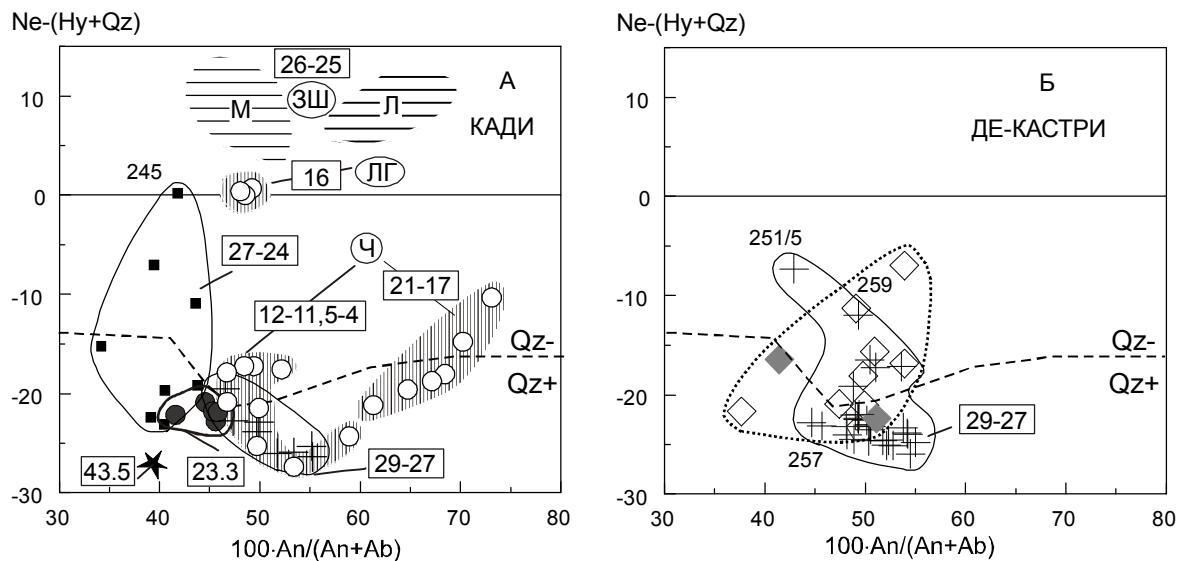 Ne-(Hy+Qz)
10
0
-10
-20
-30
30 40 50 60 70 80
100·An/(An+Ab)
А
КАДИ
26-25
М
ЗШ
Л
16
ЛГ
245
27-24
Ч
12-11,5-4
21-17
Qz-
Qz+
43.5
23.3
29-27
Ne-(Hy+Qz)
10
0
-10
-20
-30
30 40 50 60 70 80
100·An/(An+Ab)
Б
ДЕ-КАСТРИ
251/5
259
Qz-
Qz+
29-27
257